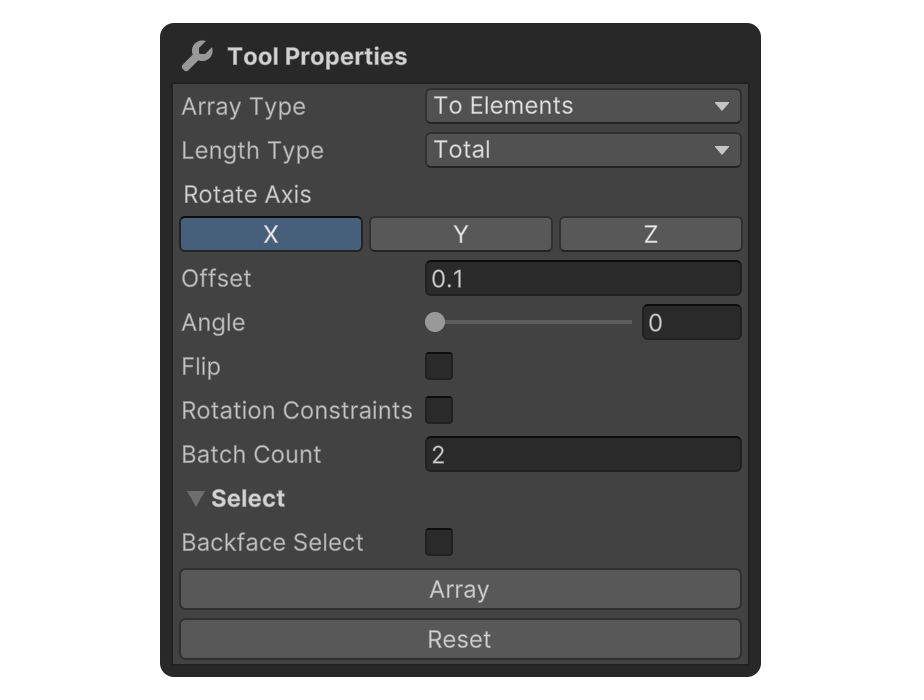 Tool Properties
Array Type To Elements
Length Type Total
Rotate Axis
X Y Z
Offset 0.1
Angle 0
Flip
Rotation Constraints
Batch Count 2
Select
Backface Select
Array
Reset